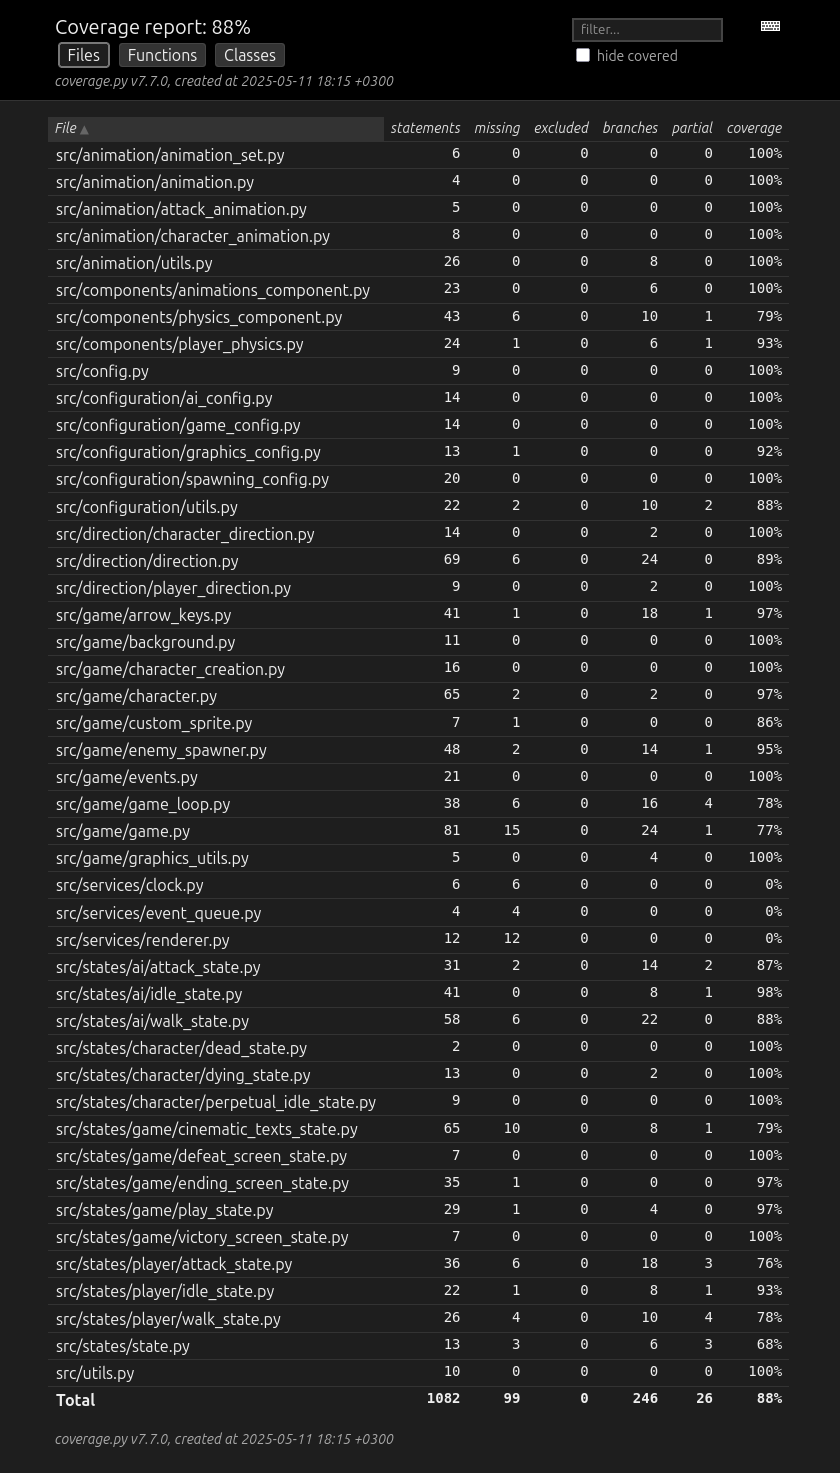 Coverage report: 88%
filter...
Files Functions Classes
hide covered
coverage.py v7.7.0, created at 2025-05-11 18:15 +0300
File ▲ statements missing excluded branches partial coverage
src/animation/animation_set.py 6 0 0 0 0 100%
src/animation/animation.py 4 0 0 0 0 100%
src/animation/attack_animation.py 5 0 0 0 0 100%
src/animation/character_animation.py 8 0 0 0 0 100%
src/animation/utils.py 26 0 0 8 0 100%
src/components/animations_component.py 23 0 0 6 0 100%
src/components/physics_component.py 43 6 0 10 1 79%
src/components/player_physics.py 24 1 0 6 1 93%
src/config.py 9 0 0 0 0 100%
src/configuration/ai_config.py 14 0 0 0 0 100%
src/configuration/game_config.py 14 0 0 0 0 100%
src/configuration/graphics_config.py 13 1 0 0 0 92%
src/configuration/spawning_config.py 20 0 0 0 0 100%
src/configuration/utils.py 22 2 0 10 2 88%
src/direction/character_direction.py 14 0 0 2 0 100%
src/direction/direction.py 69 6 0 24 0 89%
src/direction/player_direction.py 9 0 0 2 0 100%
src/game/arrow_keys.py 41 1 0 18 1 97%
src/game/background.py 11 0 0 0 0 100%
src/game/character_creation.py 16 0 0 0 0 100%
src/game/character.py 65 2 0 2 0 97%
src/game/custom_sprite.py 7 1 0 0 0 86%
src/game/enemy_spawner.py 48 2 0 14 1 95%
src/game/events.py 21 0 0 0 0 100%
src/game/game_loop.py 38 6 0 16 4 78%
src/game/game.py 81 15 0 24 1 77%
src/game/graphics_utils.py 5 0 0 4 0 100%
src/services/clock.py 6 6 0 0 0 0%
src/services/event_queue.py 4 4 0 0 0 0%
src/services/renderer.py 12 12 0 0 0 0%
src/states/ai/attack_state.py 31 2 0 14 2 87%
src/states/ai/idle_state.py 41 0 0 8 1 98%
src/states/ai/walk_state.py 58 6 0 22 0 88%
src/states/character/dead_state.py 2 0 0 0 0 100%
src/states/character/dying_state.py 13 0 0 2 0 100%
src/states/character/perpetual_idle_state.py 9 0 0 0 0 100%
src/states/game/cinematic_texts_state.py 65 10 0 8 1 79%
src/states/game/defeat_screen_state.py 7 0 0 0 0 100%
src/states/game/ending_screen_state.py 35 1 0 0 0 97%
src/states/game/play_state.py 29 1 0 4 0 97%
src/states/game/victory_screen_state.py 7 0 0 0 0 100%
src/states/player/attack_state.py 36 6 0 18 3 76%
src/states/player/idle_state.py 22 1 0 8 1 93%
src/states/player/walk_state.py 26 4 0 10 4 78%
src/states/state.py 13 3 0 6 3 68%
src/utils.py 10 0 0 0 0 100%
Total 1082 99 0 246 26 88%
coverage.py v7.7.0, created at 2025-05-11 18:15 +0300